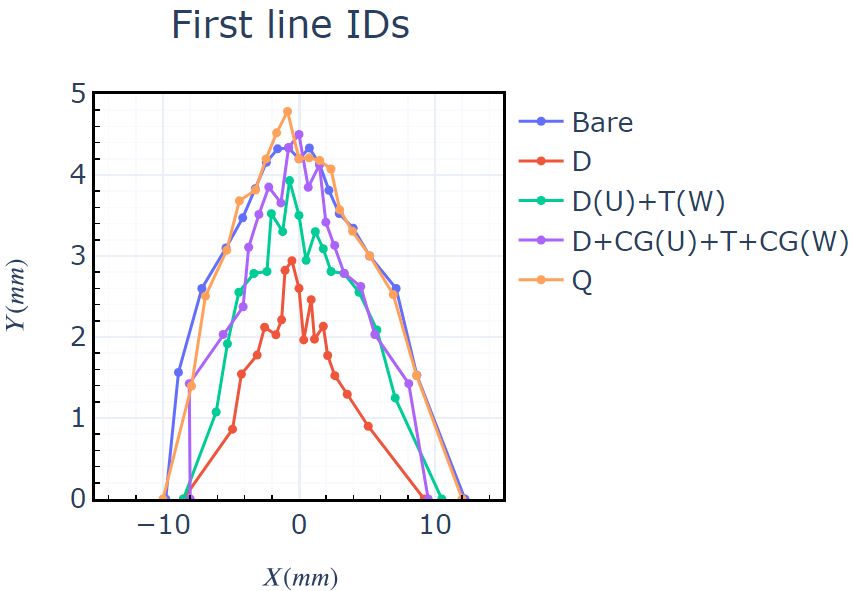 First line IDs
5
4
3
2
1
0
Y(mm)
−10 0 10
X(mm)
Bare
D
D(U)+T(W)
D+CG(U)+T+CG(W)
Q